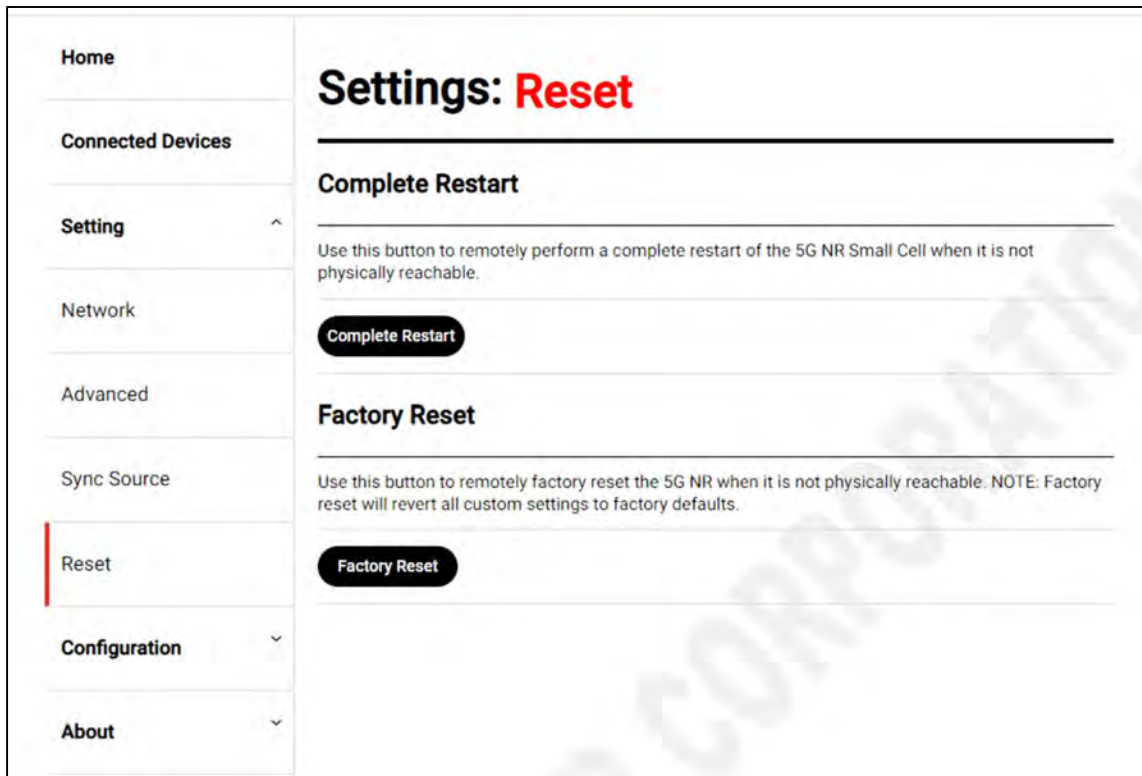 Home
Connected Devices
Setting
Network
Advanced
Sync Source
Reset
Configuration
About
Settings: Reset
Complete Restart
Use this button to remotely perform a complete restart of the 5G NR Small Cell when it is not
physically reachable.
Complete Restart
Factory Reset
Use this button to remotely factory reset the 5G NR when it is not physically reachable. NOTE: Factory
reset will revert all custom settings to factory defaults.
Factory Reset
CORPORATION